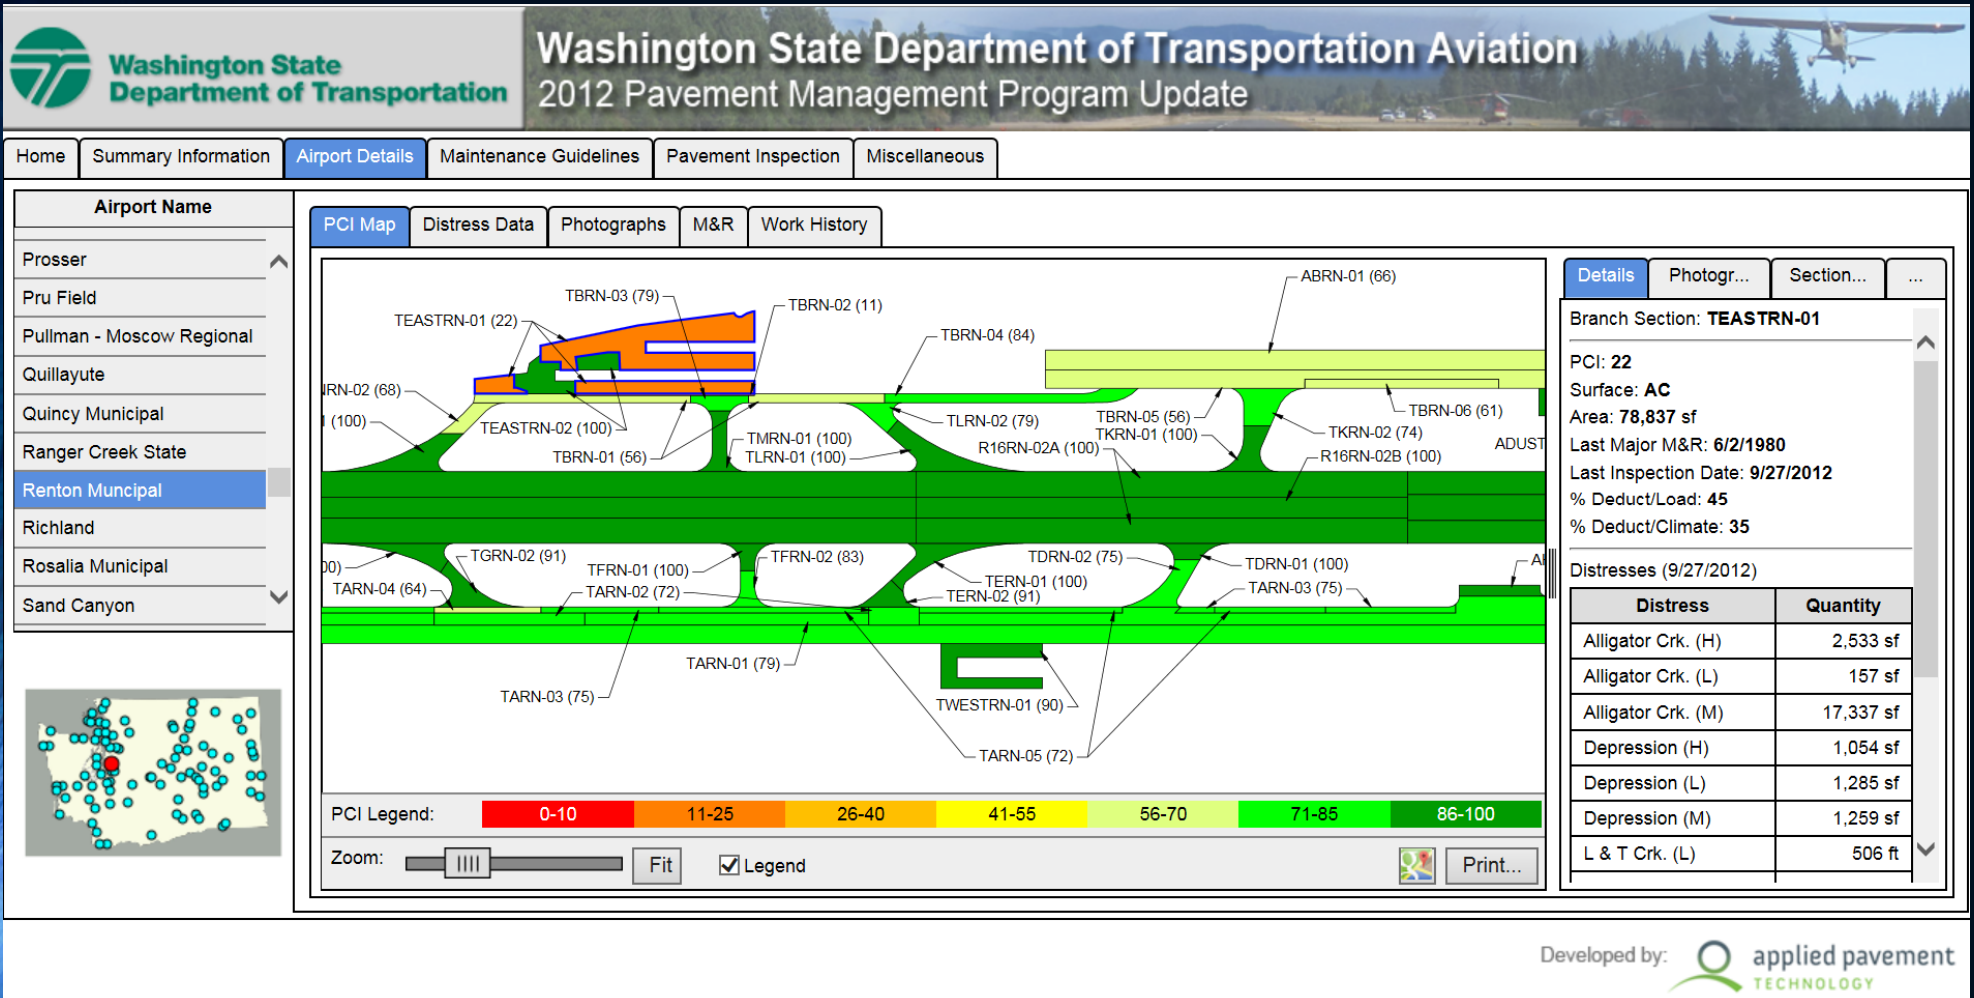 Washington State
Department of Transportation
Washington State Department of Transportation Aviation
2012 Pavement Management Program Update
Home
Summary Information
Airport Details
Maintenance Guidelines
Pavement Inspection
Miscellaneous
Airport Name
Prosser
Pru Field
Pullman - Moscow Regional
Quillayute
Quincy Municipal
Ranger Creek State
Renton Muncipal
Richland
Rosalia Municipal
Sand Canyon
PCI Map
Distress Data
Photographs
M&R
Work History
ABRN-01 (66)
TBRN-03 (79)
TBRN-02 (11)
TEASTRN-01 (22)
TBRN-04 (84)
RN-02 (68)
(100)
TEASTRN-02 (100)
TBRN-01 (56)
TMRN-01 (100)
TLRN-01 (100)
TLRN-02 (79)
R16RN-02A (100)
TBRN-05 (56)
TKRN-01 (100)
TBRN-06 (61)
TKRN-02 (74)
R16RN-02B (100)
ADUST
00)
TGRN-02 (91)
TARN-04 (64)
TFRN-01 (100)
TARN-02 (72)
TFRN-02 (83)
TDRN-02 (75)
TERN-01 (100)
TERN-02 (91)
TDRN-01 (100)
TARN-03 (75)
TARN-01 (79)
TARN-03 (75)
TWESTRN-01 (90)
TARN-05 (72)
PCI Legend:
0-10
11-25
26-40
41-55
56-70
71-85
86-100
Zoom:
Fit
Legend
Print...
Details
Photogr...
Section...
...
Branch Section: TEASTRN-01
PCI: 22
Surface: AC
Area: 78,837 sf
Last Major M&R: 6/2/1980
Last Inspection Date: 9/27/2012
% Deduct/Load: 45
% Deduct/Climate: 35
Distresses (9/27/2012)
Distress Quantity
Alligator Crk. (H) 2,533 sf
Alligator Crk. (L) 157 sf
Alligator Crk. (M) 17,337 sf
Depression (H) 1,054 sf
Depression (L) 1,285 sf
Depression (M) 1,259 sf
L & T Crk. (L) 506 ft
Developed by:
applied pavement
TECHNOLOGY